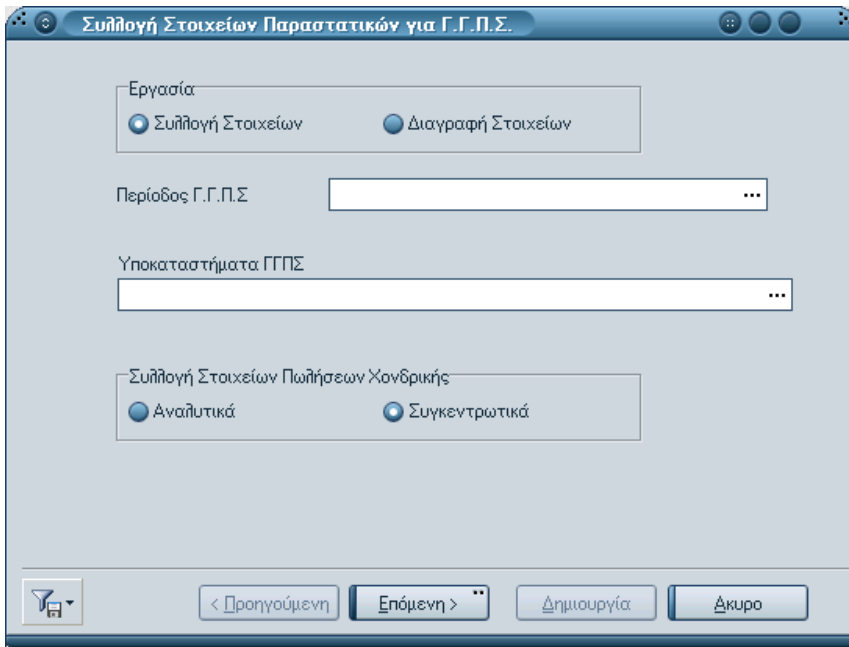 Συλλογή Στοιχείων Παραστατικών για Γ.Γ.Π.Σ.
Εργασία
Συλλογή Στοιχείων Διαγραφή Στοιχείων
Περίοδος Γ.Γ.Π.Σ ...
Υποκαταστήματα ΓΓΠΣ
...
Συλλογή Στοιχείων Πωλήσεων Χονδρικής
Αναλυτικά Συγκεντρωτικά
< Προηγούμενη Επόμενη > Δημιουργία Ακυρο